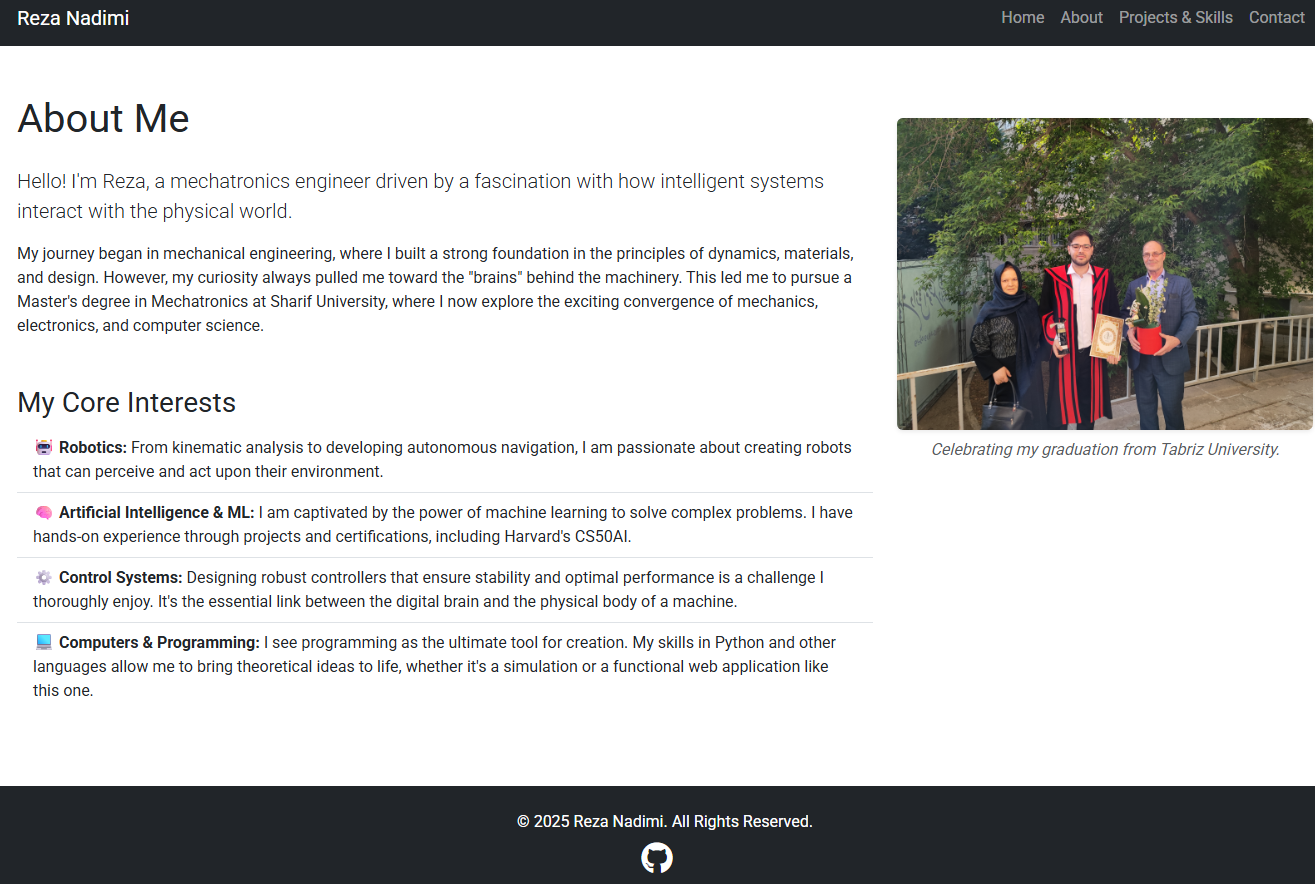 Reza Nadimi
Home
About
Projects & Skills
Contact
About Me
Hello! I'm Reza, a mechatronics engineer driven by a fascination with how intelligent systems
interact with the physical world.
My journey began in mechanical engineering, where I built a strong foundation in the principles of dynamics, materials,
and design. However, my curiosity always pulled me toward the "brains" behind the machinery. This led me to pursue a
Master's degree in Mechatronics at Sharif University, where I now explore the exciting convergence of mechanics,
electronics, and computer science.
My Core Interests
🤖 Robotics: From kinematic analysis to developing autonomous navigation, I am passionate about creating robots
that can perceive and act upon their environment.
🧠 Artificial Intelligence & ML: I am captivated by the power of machine learning to solve complex problems. I have
hands-on experience through projects and certifications, including Harvard's CS50AI.
⚙️ Control Systems: Designing robust controllers that ensure stability and optimal performance is a challenge I
thoroughly enjoy. It's the essential link between the digital brain and the physical body of a machine.
💻 Computers & Programming: I see programming as the ultimate tool for creation. My skills in Python and other
languages allow me to bring theoretical ideas to life, whether it's a simulation or a functional web application like
this one.
Celebrating my graduation from Tabriz University.
© 2025 Reza Nadimi. All Rights Reserved.